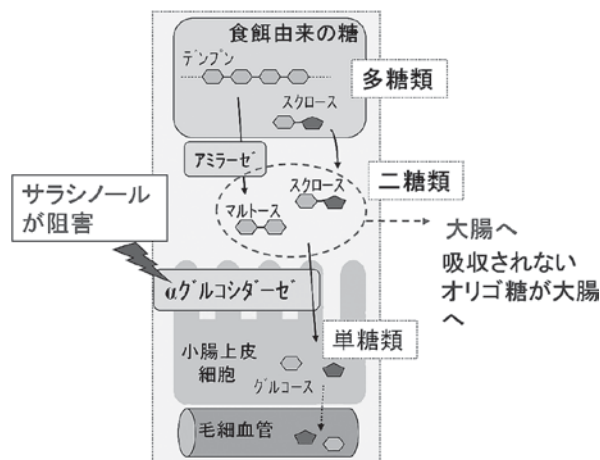 食餌由来の糖
デンプン
多糖類
スクロース
アミラーゼ
二糖類
スクロース
マルトース
サラシノール
が阻害
大腸へ
吸収されない
オリゴ糖が大腸
へ
αグルコシダーゼ
単糖類
小腸上皮
細胞
グルコース
毛細血管